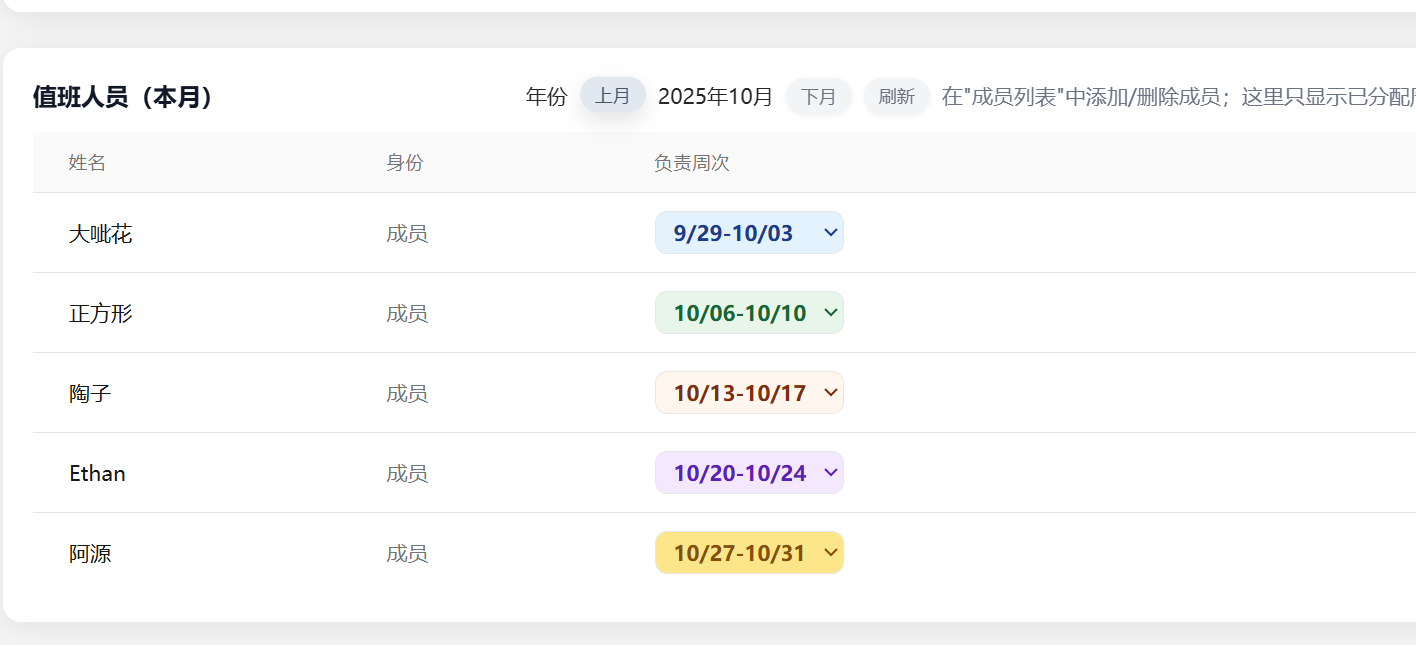 值班人员（本月） 年份 上月 2025年10月 下月 刷新 在"成员列表"中添加/删除成员；这里只显示已分配
姓名 身份 负责周次
大呲花 成员 9/29-10/03
正方形 成员 10/06-10/10
陶子 成员 10/13-10/17
Ethan 成员 10/20-10/24
阿源 成员 10/27-10/31